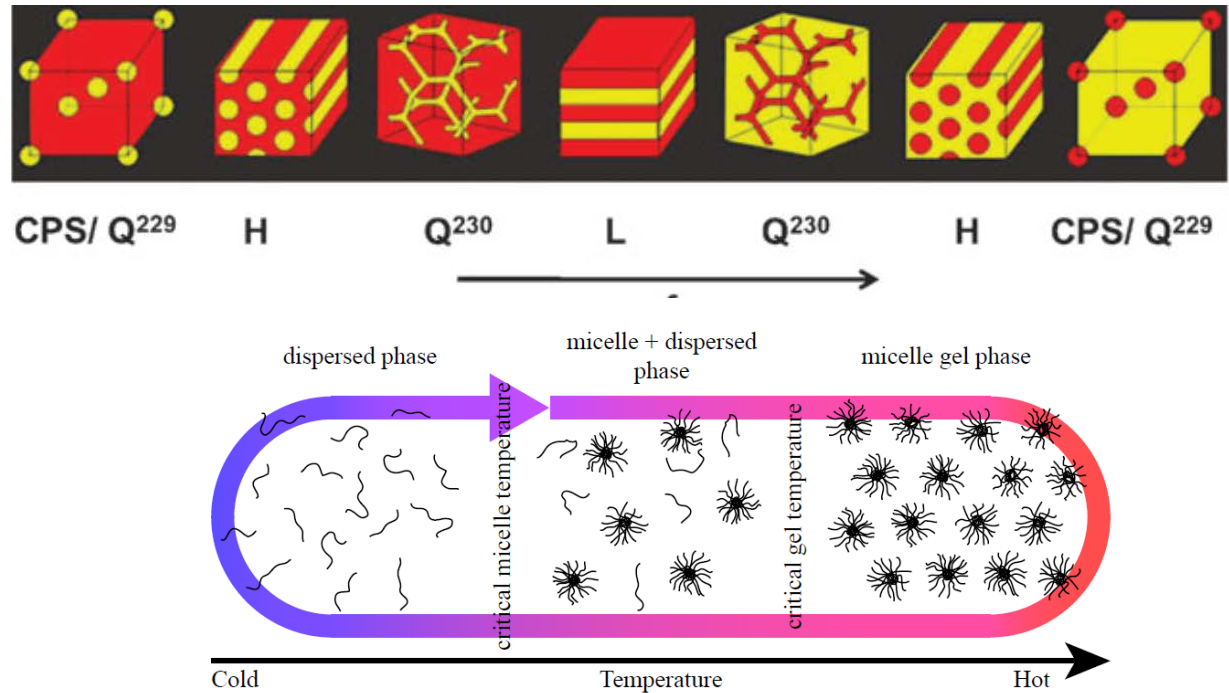 CPS/ Q²²⁹ H Q²³⁰ L Q²³⁰ H CPS/ Q²²⁹
dispersed phase
micelle + dispersed
phase
micelle gel phase
critical micelle temperature
critical gel temperature
Cold Temperature Hot